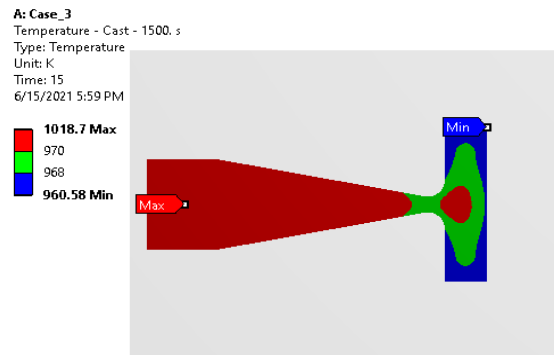 A: Case_3
Temperature - Cast - 1500. s
Type: Temperature
Unit: K
Time: 15
6/15/2021 5:59 PM
1018.7 Max
970
968
960.58 Min
Min
Max